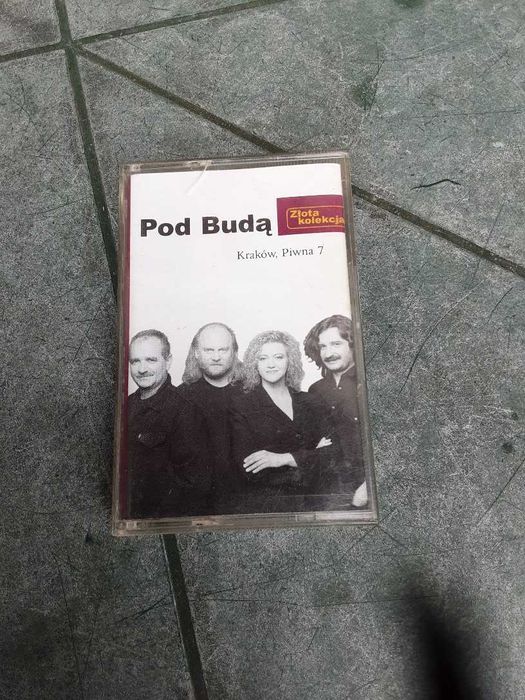 Pod Budą
Złota
kolekcja
Kraków, Piwna 7